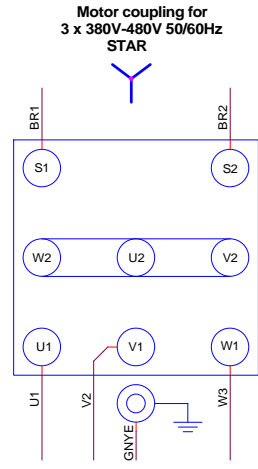 Motor coupling for
3 x 380V-480V 50/60Hz
STAR
BR1
BR2
S1
S2
W2
U2
V2
U1
V1
W1
U1
V2
GNYE
W3